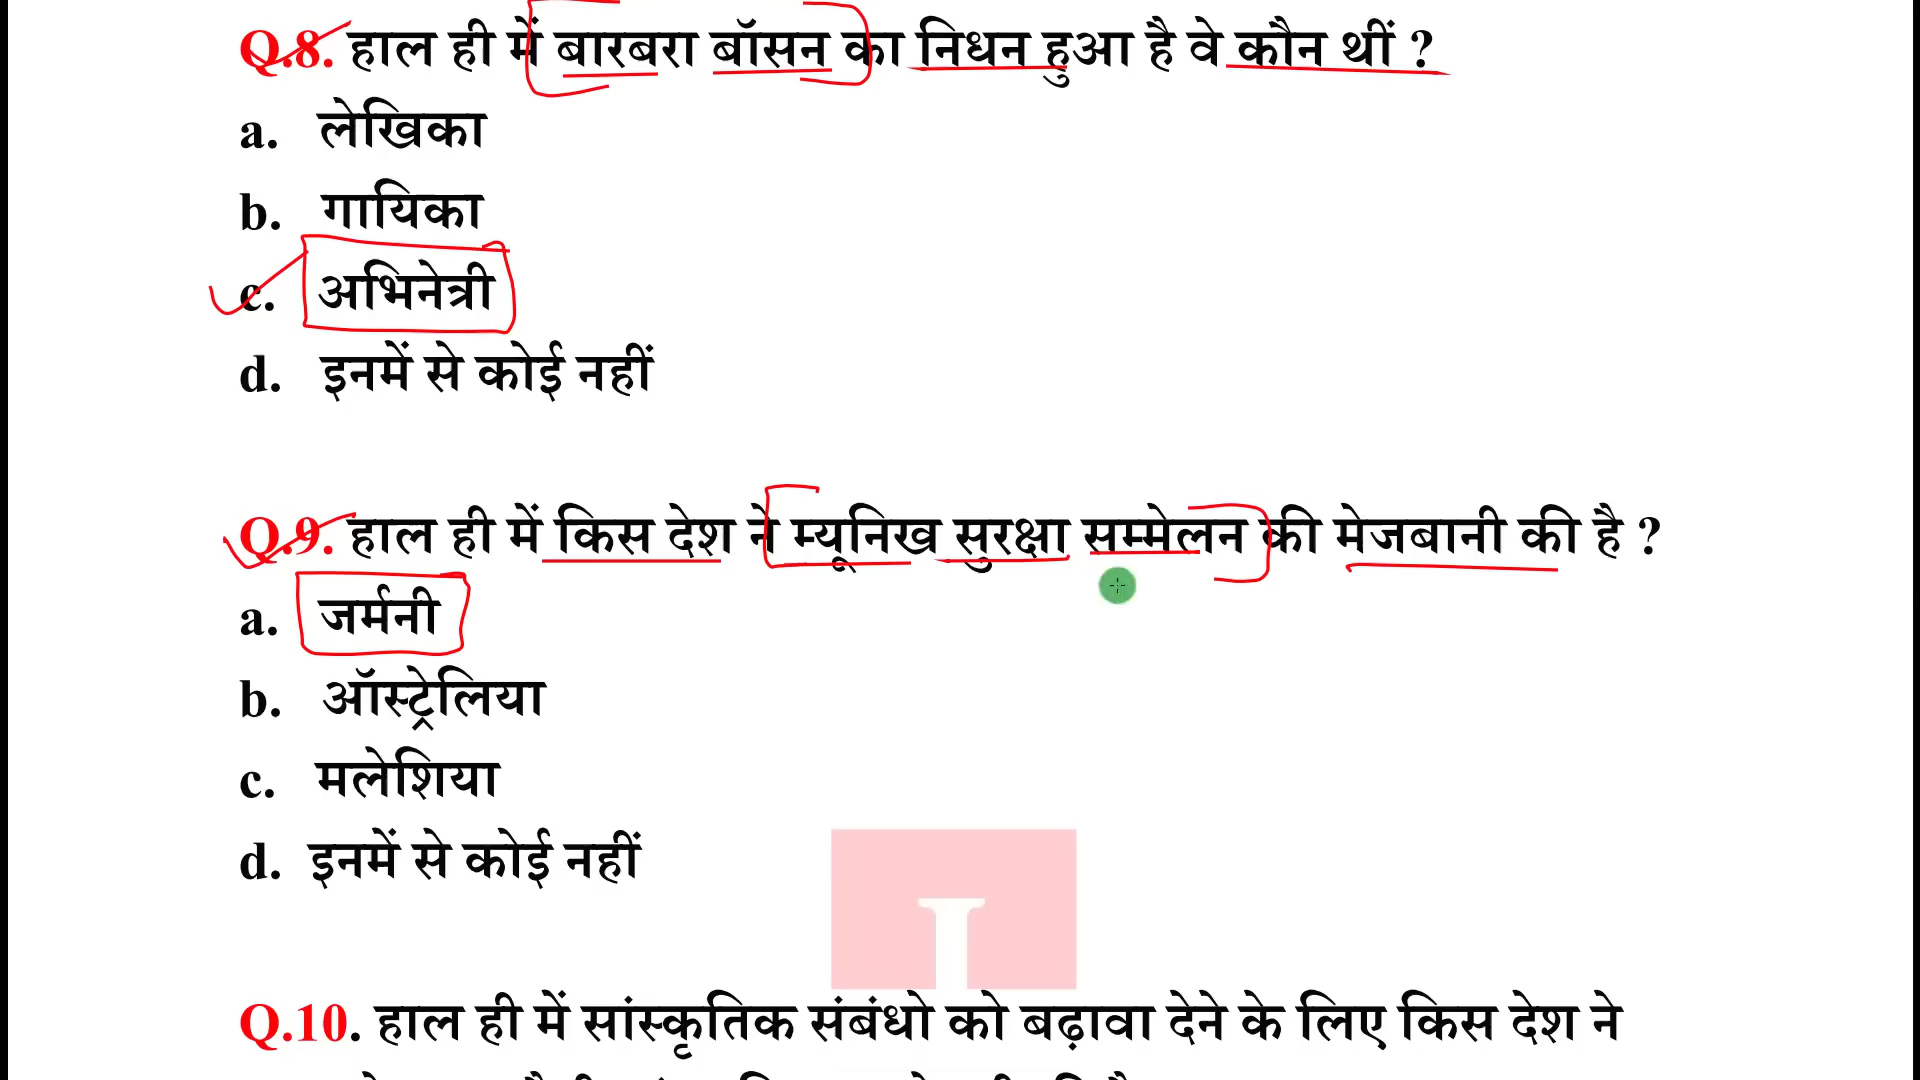 Q.8. हाल ही में बारबरा बॉसन का निधन हुआ है वे कौन थीं ?
a. लेखिका
b. गायिका
c. अभिनेत्री
d. इनमें से कोई नहीं
Q.9. हाल ही में किस देश ने म्यूनिख सुरक्षा सम्मेलन की मेजबानी की है ?
a. जर्मनी
b. ऑस्ट्रेलिया
c. मलेशिया
d. इनमें से कोई नहीं
Q.10. हाल ही में सांस्कृतिक संबंधो को बढ़ावा देने के लिए किस देश ने